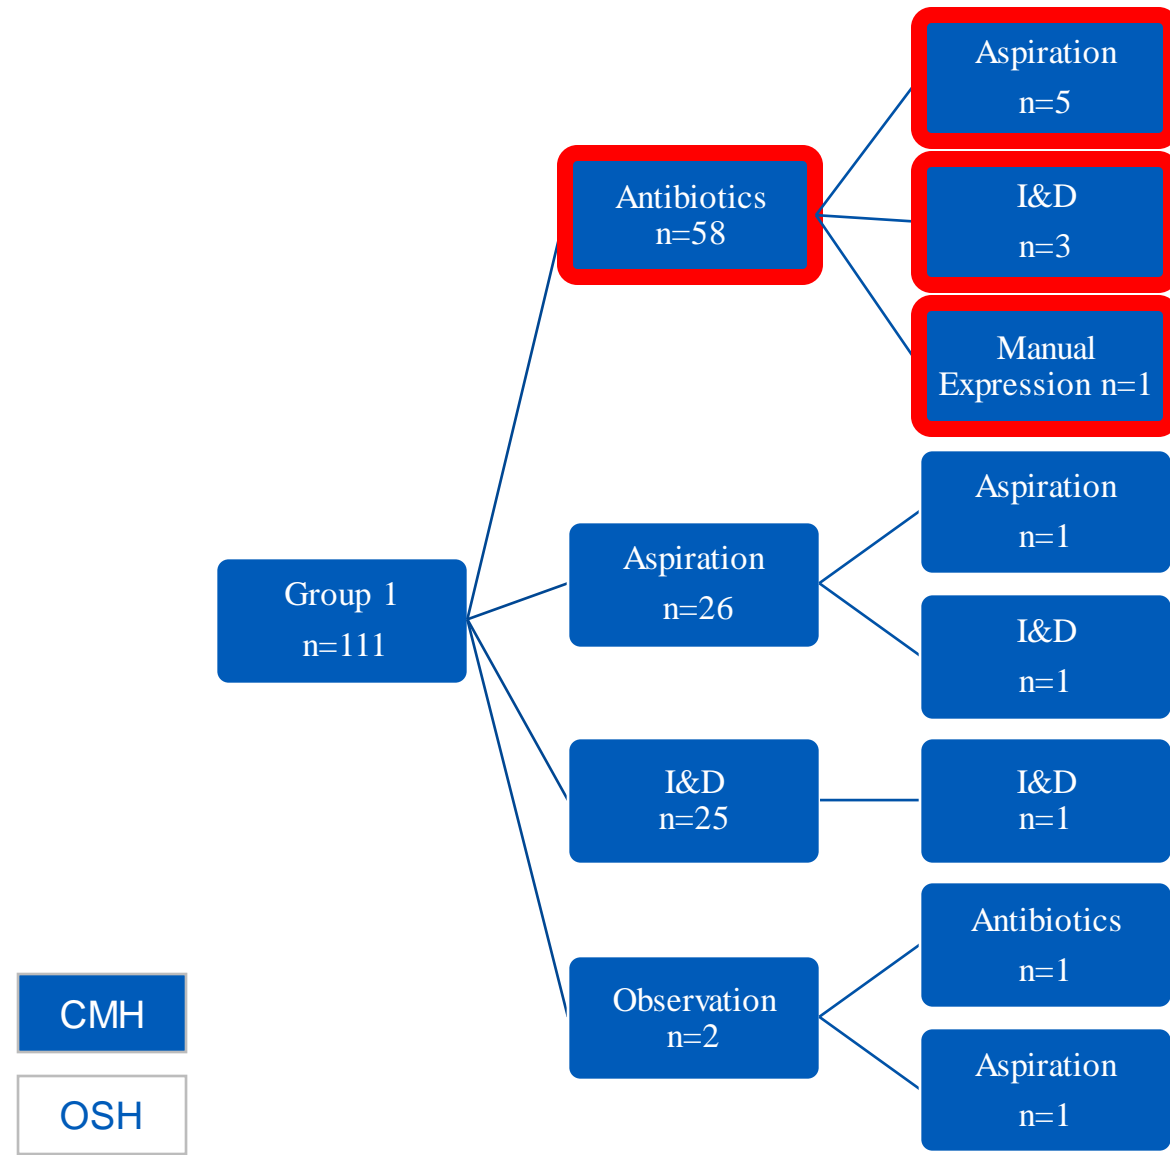 Group 1
n=111
Antibiotics
n=58
Aspiration
n=5
I&D
n=3
Manual
Expression n=1
Aspiration
n=26
Aspiration
n=1
I&D
n=1
I&D
n=25
I&D
n=1
Observation
n=2
Antibiotics
n=1
Aspiration
n=1
CMH
OSH